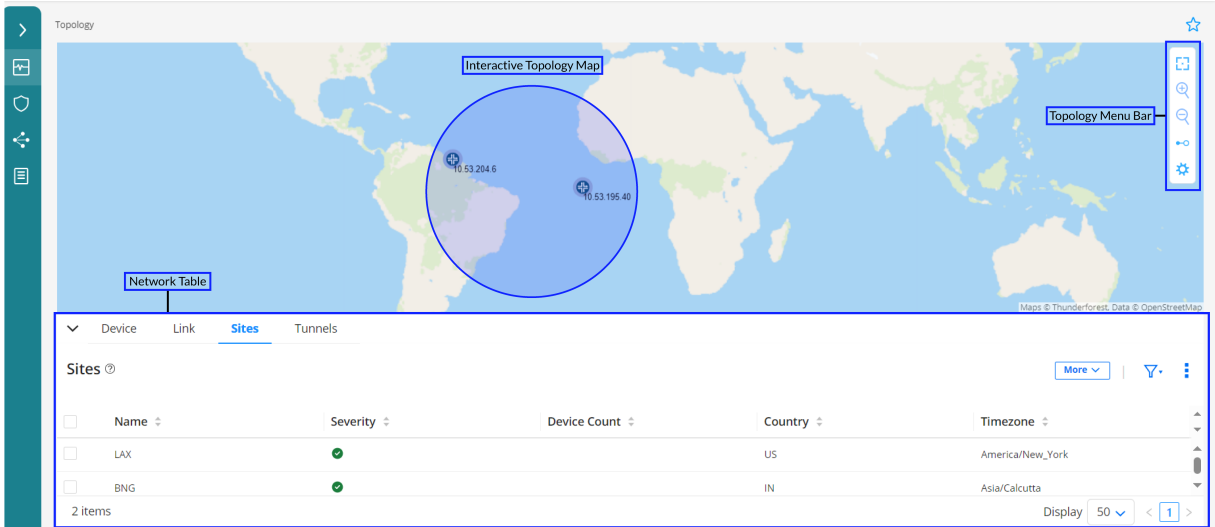 Topology
Interactive Topology Map
Topology Menu Bar
10.53.204.6
10.53.195.40
Network Table
Maps © Thunderforest, Data © OpenStreetMap
Device Link Sites Tunnels
Sites
More
Name Severity Device Count Country Timezone
LAX US America/New_York
BNG IN Asia/Calcutta
2 items Display 50 < 1 >